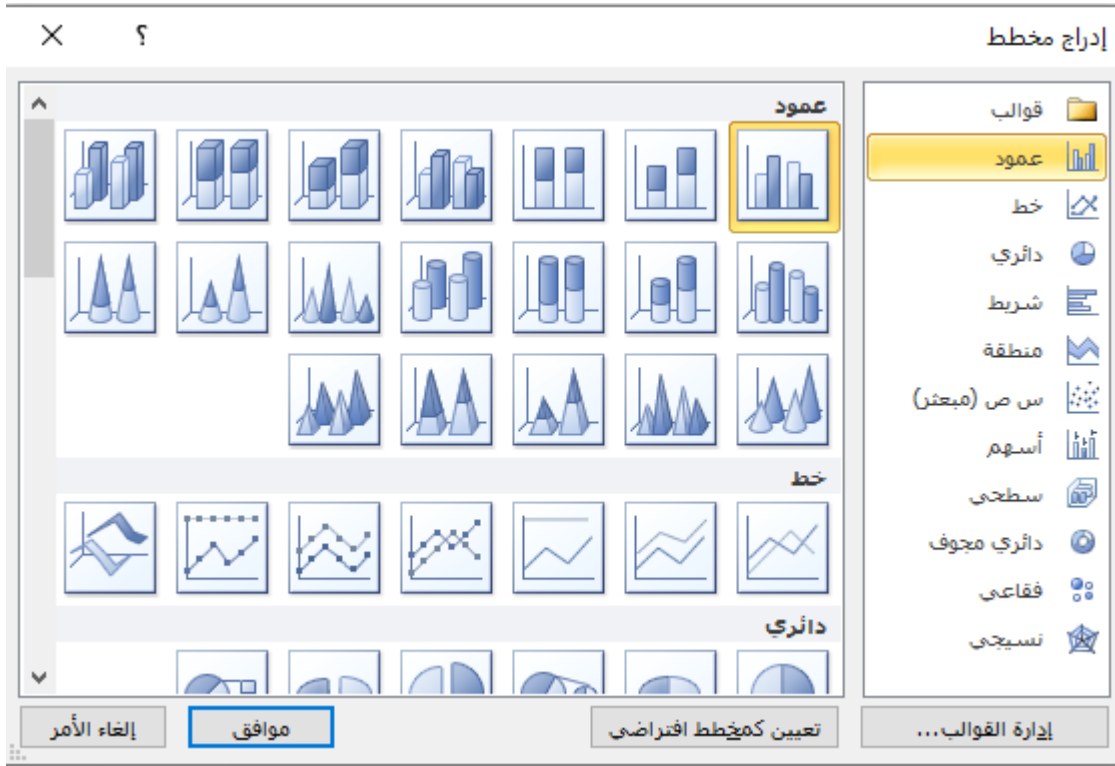 إدراج مخطط
؟
قوالب
عمود
خط
دائري
شريط
منطقة
س ص (مبعثر)
أسهم
سطحي
دائري مجوف
فقاعي
نسيجي
عمود
خط
دائري
إدارة القوالب...
تعيين كمخطط افتراضي
موافق
إلغاء الأمر